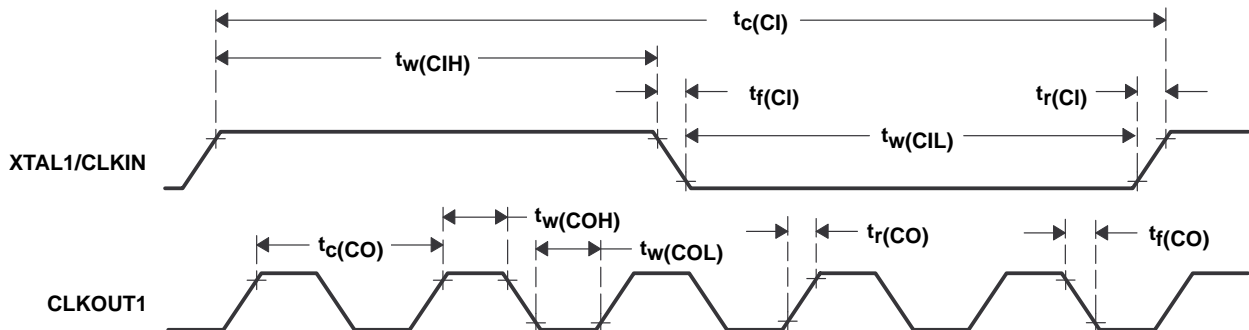 tc(CI)
tw(CIH)
tf(CI)
tr(CI)
tw(CIL)
XTAL1/CLKIN
tw(COH)
tc(CO)
tw(COL)
tr(CO)
tf(CO)
CLKOUT1